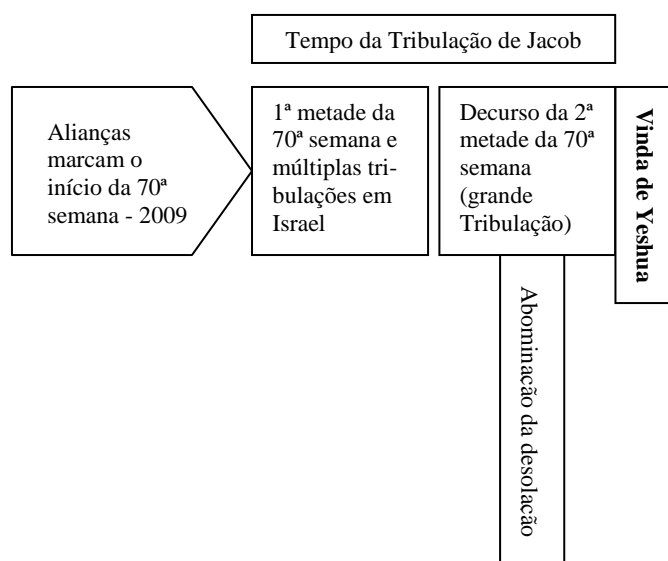 Tempo da Tribulação de Jacob
Alianças
marcam o
início da 70ª
semana - 2009
1ª metade da
70ª semana e
múltiplas tri-
bulações em
Israel
Decurso da 2ª
metade da 70ª
semana
(grande
Tribulação)
Vinda de Yeshua
Abominação da desolação